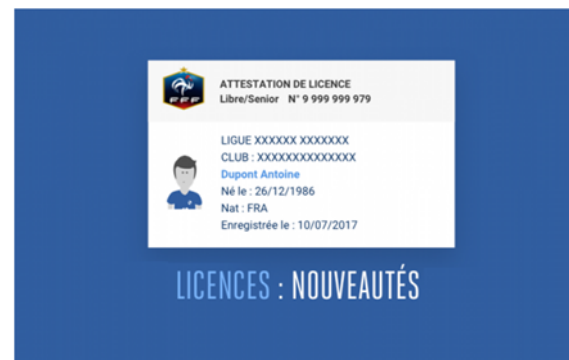 FFF
ATTESTATION DE LICENCE
Libre/Senior N° 9 999 999 979
LIGUE XXXXXX XXXXXXX
CLUB : XXXXXXXXXXXXXX
Dupont Antoine
Né le : 26/12/1986
Nat : FRA
Enregistrée le : 10/07/2017
LICENCES : NOUVEAUTÉS